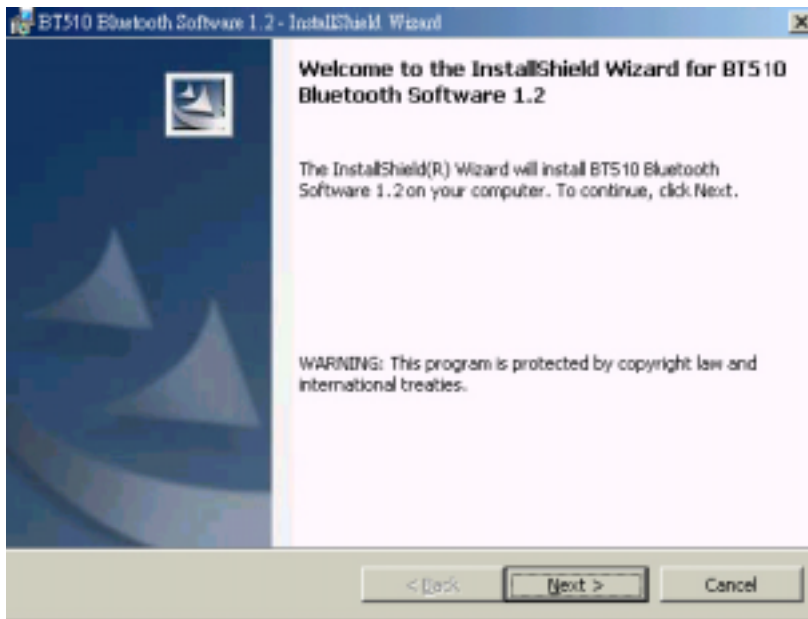 BT510 Bluetooth Software 1.2 - InstallShield Wizard
Welcome to the InstallShield Wizard for BT510
Bluetooth Software 1.2
The InstallShield(R) Wizard will install BT510 Bluetooth
Software 1.2 on your computer. To continue, click Next.
WARNING: This program is protected by copyright law and
international treaties.
< Back
Next >
Cancel